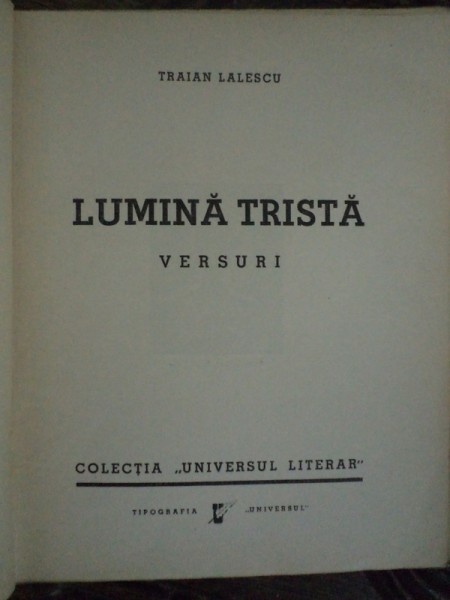 TRAIAN LALESCU
LUMINĂ TRISTĂ
VERSURI
COLECȚIA „UNIVERSUL LITERAR"
TIPOGRAFIA „UNIVERSUL"